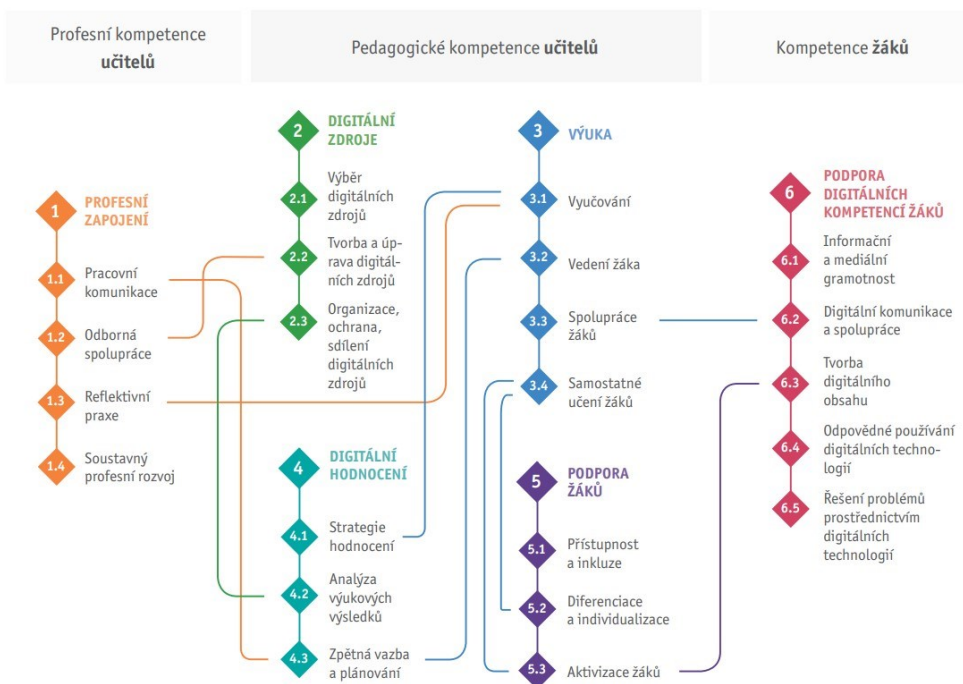 Profesní kompetence
učitelů
Pedagogické kompetence učitelů
Kompetence žáků
1
PROFESNÍ
ZAPOJENÍ
1.1
Pracovní
komunikace
1.2
Odborná
spolupráce
1.3
Reflektivní
praxe
1.4
Soustavný
profesní rozvoj
2
DIGITÁLNÍ
ZDROJE
2.1
Výběr
digitálních
zdrojů
2.2
Tvorba a úp-
rava digitál-
ních zdrojů
2.3
Organizace,
ochrana,
sdílení
digitálních
zdrojů
3
VÝUKA
3.1
Vyučování
3.2
Vedení žáka
3.3
Spolupráce
žáků
3.4
Samostatné
učení žáků
4
DIGITÁLNÍ
HODNOCENÍ
4.1
Strategie
hodnocení
4.2
Analýza
výukových
výsledků
4.3
Zpětná vazba
a plánování
5
PODPORA
ŽÁKŮ
5.1
Přístupnost
a inkluze
5.2
Diferenciace
a individualizace
5.3
Aktivizace žáků
6
PODPORA
DIGITÁLNÍCH
KOMPETENCÍ ŽÁKŮ
6.1
Informační
a mediální
gramotnost
6.2
Digitální komunikace
a spolupráce
6.3
Tvorba
digitálního
obsahu
6.4
Odpovědné používání
digitálních techno-
logií
6.5
Řešení problémů
prostřednictvím
digitálních
technologií